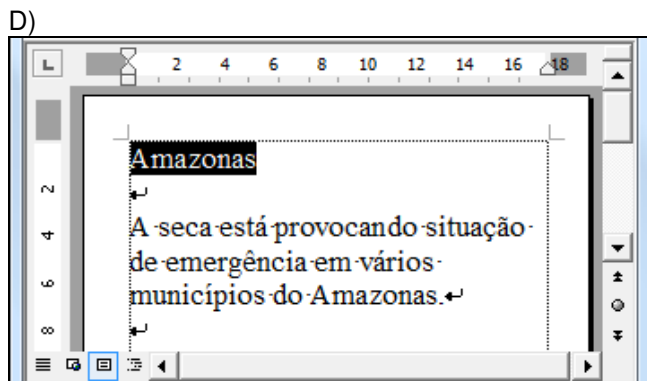 D)
2 4 6 8 10 12 14 16 18
Amazonas
A seca está provocando situação
de emergência em vários
municípios do Amazonas.
2
4
6
8